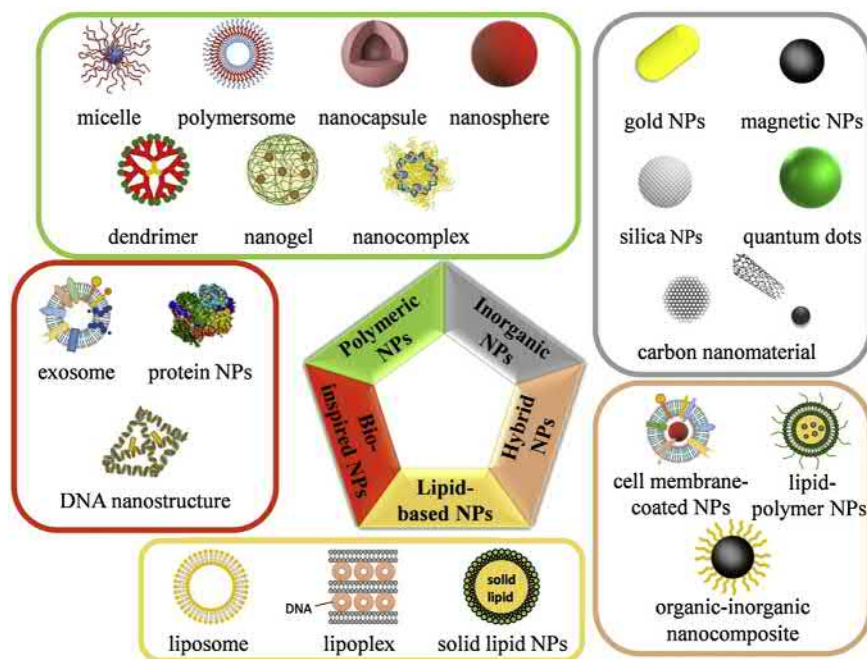 micelle
polymersome
nanocapsule
nanosphere
dendrimer
nanogel
nanocomplex
gold NPs
magnetic NPs
silica NPs
quantum dots
carbon nanomaterial
exosome
protein NPs
DNA nanostructure
Polymeric
NPs
Inorganic
NPs
Bio-
inspired NPs
Hybrid
NPs
Lipid-
based NPs
cell membrane-
coated NPs
lipid-
polymer NPs
organic-inorganic
nanocomposite
liposome
DNA
lipoplex
solid
lipid
solid lipid NPs